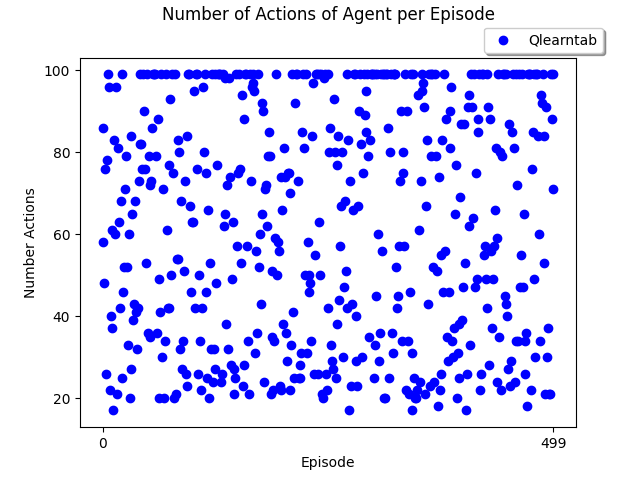 Number of Actions of Agent per Episode
Qlearntab
100
80
60
40
20
Number Actions
0
499
Episode